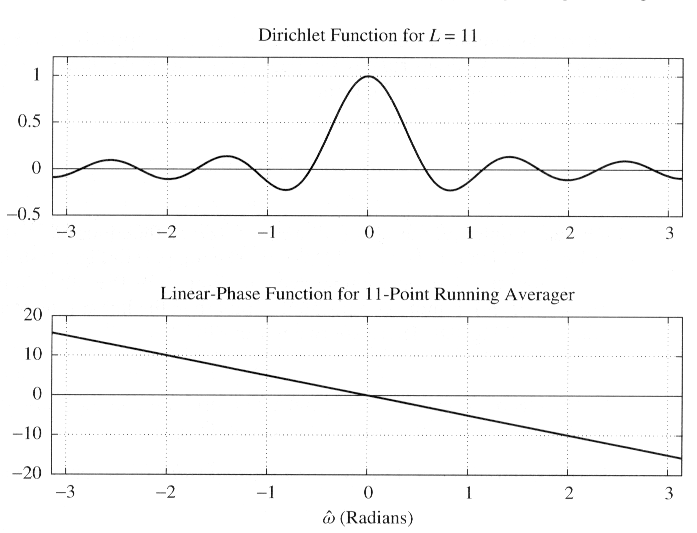 Dirichlet Function for L = 11
1
0.5
0
−0.5
−3 −2 −1 0 1 2 3
Linear-Phase Function for 11-Point Running Averager
20
10
0
−10
−20
−3 −2 −1 0 1 2 3
ω̂ (Radians)